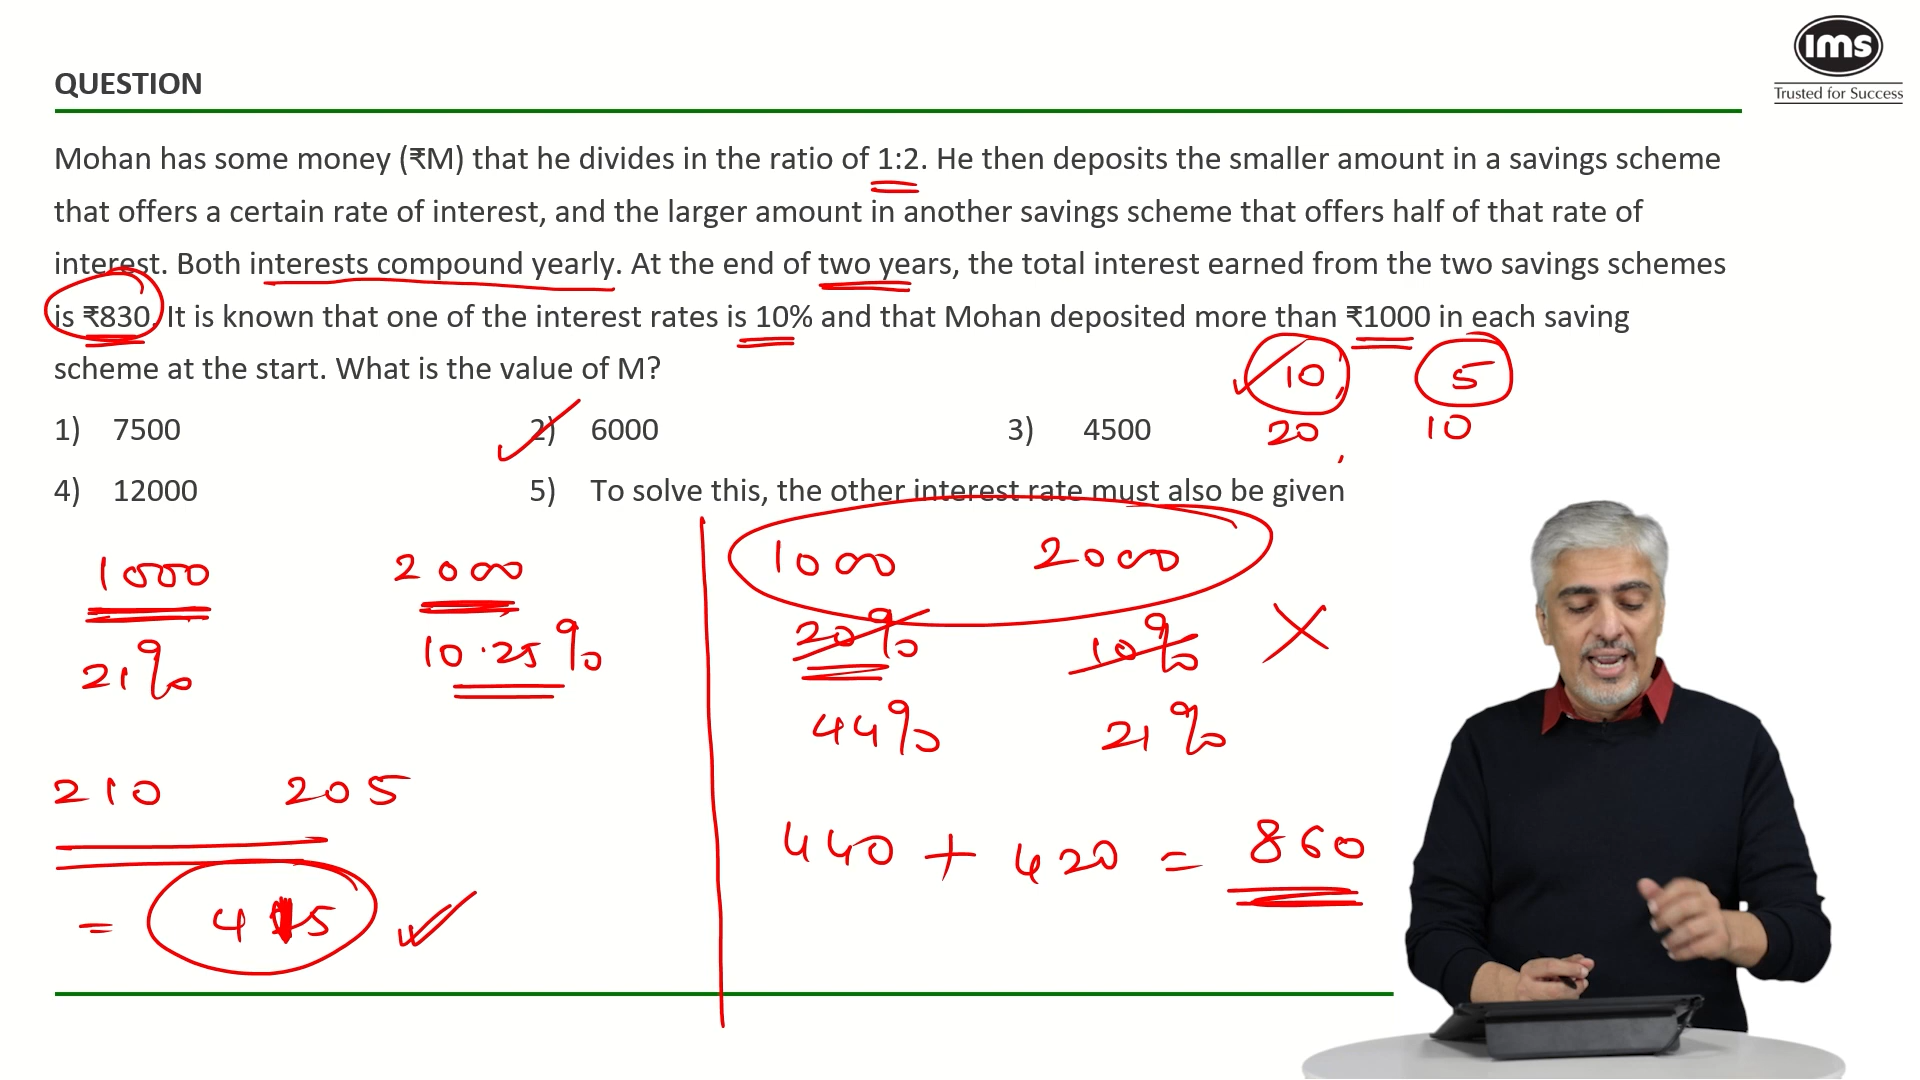 ims
Trusted for Success
QUESTION
Mohan has some money (₹M) that he divides in the ratio of 1:2. He then deposits the smaller amount in a savings scheme
that offers a certain rate of interest, and the larger amount in another savings scheme that offers half of that rate of
interest. Both interests compound yearly. At the end of two years, the total interest earned from the two savings schemes
is ₹830. It is known that one of the interest rates is 10% and that Mohan deposited more than ₹1000 in each saving
scheme at the start. What is the value of M?
10, 5
20, 10
1) 7500 2) 6000 3) 4500
4) 12000 5) To solve this, the other interest rate must also be given
1000 2000
21% 10.25%
210 205
= 415
1000 2000
20% 10%
44% 21%
440 + 420 = 860